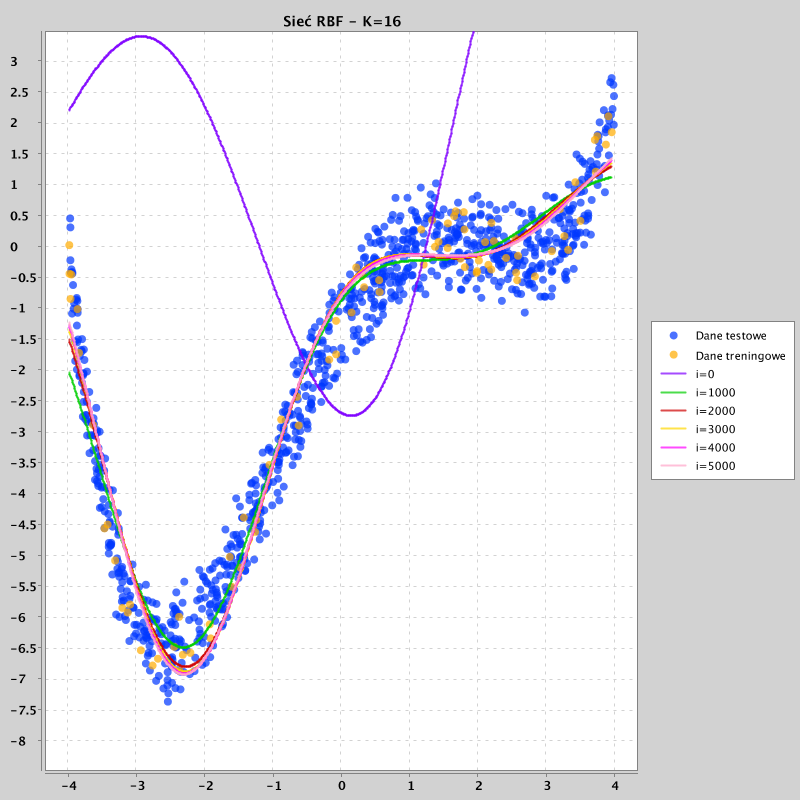 Sieć RBF – K=16
3
2.5
2
1.5
1
0.5
0
−0.5
−1
−1.5
−2
−2.5
−3
−3.5
−4
−4.5
−5
−5.5
−6
−6.5
−7
−7.5
−8
−4 −3 −2 −1 0 1 2 3 4
Dane testowe
Dane treningowe
i=0
i=1000
i=2000
i=3000
i=4000
i=5000